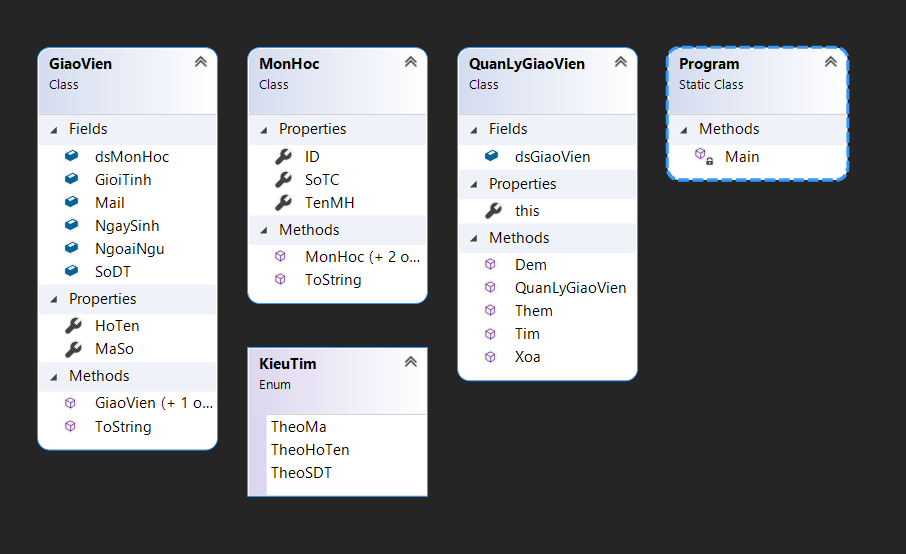 GiaoVien
Class
Fields
dsMonHoc
GioiTinh
Mail
NgaySinh
NgoaiNgu
SoDT
Properties
HoTen
MaSo
Methods
GiaoVien (+ 1 o...
ToString
MonHoc
Class
Properties
ID
SoTC
TenMH
Methods
MonHoc (+ 2 o...
ToString
KieuTim
Enum
TheoMa
TheoHoTen
TheoSDT
QuanLyGiaoVien
Class
Fields
dsGiaoVien
Properties
this
Methods
Dem
QuanLyGiaoVien
Them
Tim
Xoa
Program
Static Class
Methods
Main